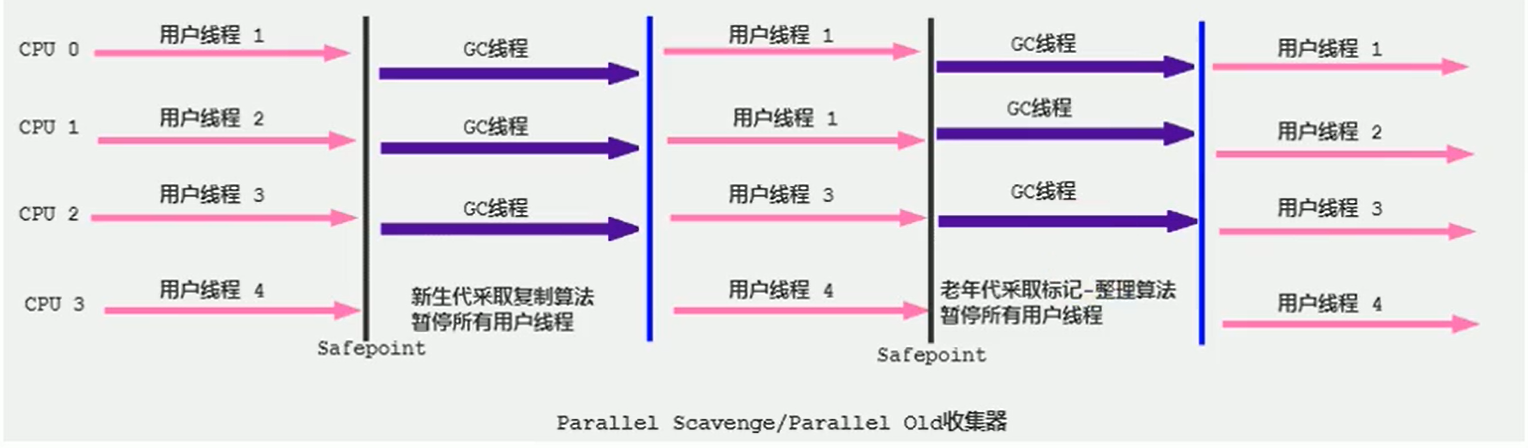 CPU 0
用户线程 1
GC线程
用户线程 1
GC线程
用户线程 1
CPU 1
用户线程 2
GC线程
用户线程 1
GC线程
用户线程 2
CPU 2
用户线程 3
GC线程
用户线程 3
GC线程
用户线程 3
CPU 3
用户线程 4
新生代采取复制算法
暂停所有用户线程
用户线程 4
老年代采取标记-整理算法
暂停所有用户线程
用户线程 4
Safepoint
Safepoint
Parallel Scavenge/Parallel Old收集器